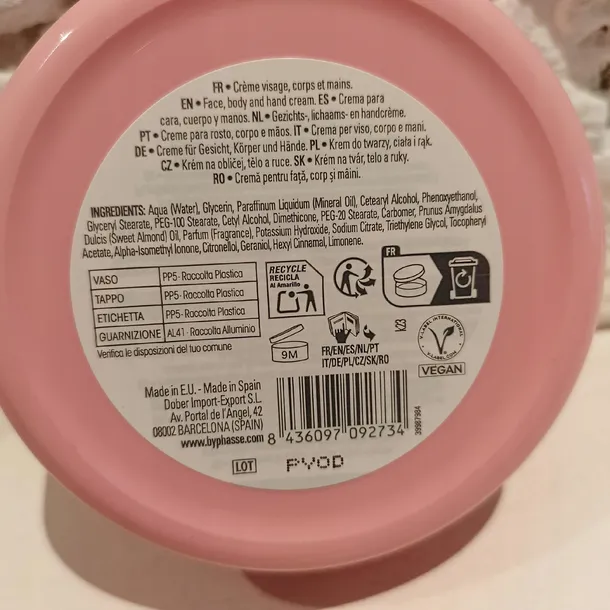 FR • Crème visage, corps et mains.
EN • Face, body and hand cream. ES • Crema para
cara, cuerpo y manos. NL • Gezichts-, lichaams- en handcrème.
PT • Creme para rosto, corpo e mãos. IT • Crema per viso, corpo e mani.
DE • Creme für Gesicht, Körper und Hände. PL • Krem do twarzy, ciała i rąk.
CZ • Krém na obličej, tělo a ruce. SK • Krém na tvár, telo a ruky.
RO • Cremă pentru față, corp și mâini.
INGREDIENTS: Aqua (Water), Glycerin, Paraffinum Liquidum (Mineral Oil), Cetearyl Alcohol, Phenoxyethanol,
Glyceryl Stearate, PEG-100 Stearate, Cetyl Alcohol, Dimethicone, PEG-20 Stearate, Carbomer, Prunus Amygdalus
Dulcis (Sweet Almond) Oil, Parfum (Fragrance), Potassium Hydroxide, Sodium Citrate, Triethylene Glycol, Tocopheryl
Acetate, Alpha-Isomethyl Ionone, Citronellol, Geraniol, Hexyl Cinnamal, Limonene.
VASO PP5 - Raccolta Plastica
TAPPO PP5 - Raccolta Plastica
ETICHETTA PP5 - Raccolta Plastica
GUARNIZIONE AL41 - Raccolta Alluminio
Verifica le disposizioni del tuo comune
RECYCLE
RECICLA
Al Amarillo
FR
9M
FR/EN/ES/NL/PT
IT/DE/PL/CZ/SK/RO
V-LABEL INTERNATIONAL
V-LABEL.COM
VEGAN
Made in E.U. - Made in Spain
Dober Import-Export S.L.
Av. Portal de l'Àngel, 42
08002 BARCELONA (SPAIN)
www.byphasse.com
8 436097 092734
39987984
LOT PYOD